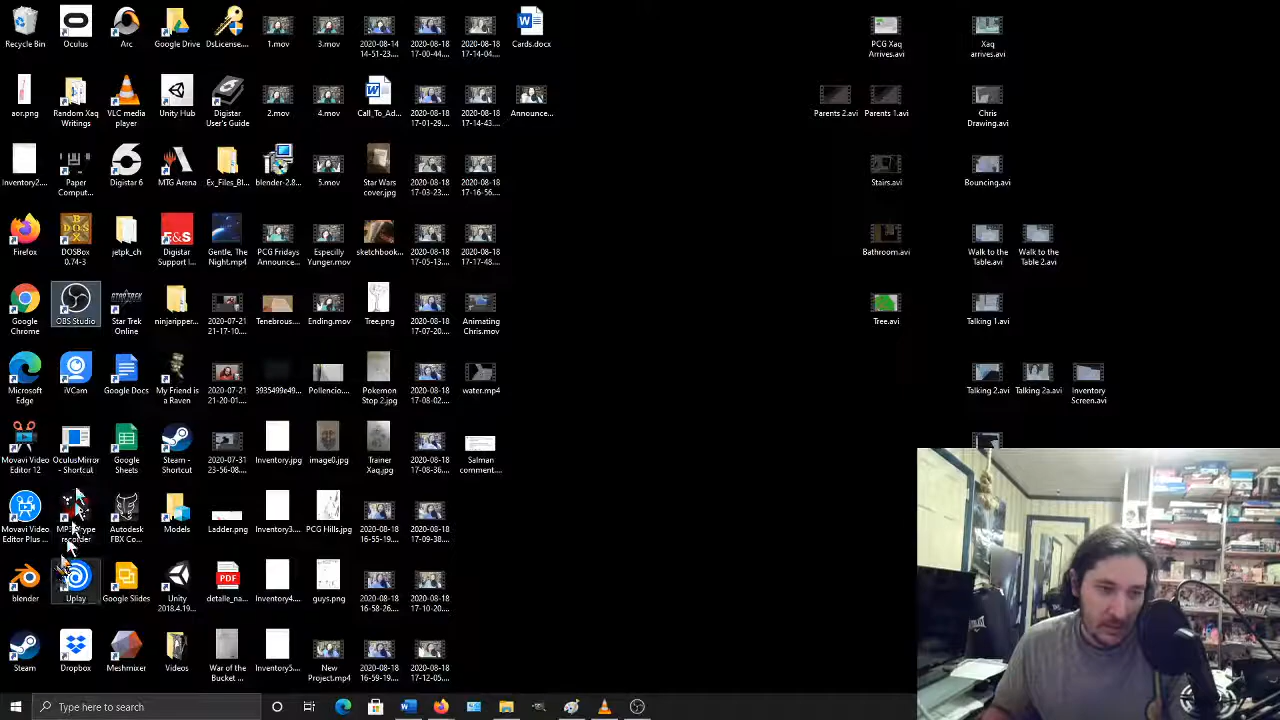 Recycle Bin
Oculus
Arc
Google Drive
DsLicense....
1.mov
3.mov
2020-08-14
14-51-23....
2020-08-18
17-00-44....
2020-08-18
17-14-04....
Cards.docx
PCG Xaq
Arrives.avi
Xaq
arrives.avi
aor.png
Random Xaq
Writings
VLC media
player
Unity Hub
Digistar
User's Guide
2.mov
4.mov
Call_To_Ad...
2020-08-18
17-01-29....
2020-08-18
17-14-43....
Announce...
Parents 2.avi
Parents 1.avi
Chris
Drawing.avi
Inventory2....
Paper
Comput...
Digistar 6
MTG Arena
Ex_Files_Bl...
blender-2.8...
5.mov
Star Wars
cover.jpg
2020-08-18
17-03-23....
2020-08-18
17-16-56....
Stairs.avi
Bouncing.avi
Firefox
DOSBox
0.74-3
jetpk_ch
Digistar
Support I...
Gentle, The
Night.mp4
PCG Fridays
Announce...
Especilly
Yunger.mov
sketchbook...
2020-08-18
17-05-13....
2020-08-18
17-17-48....
Bathroom.avi
Walk to the
Table.avi
Walk to the
Table 2.avi
Google
Chrome
OBS Studio
Star Trek
Online
ninjaripper...
2020-07-21
21-17-10....
Tenebrous....
Ending.mov
Tree.png
2020-08-18
17-07-20....
Animating
Chris.mov
Tree.avi
Talking 1.avi
Microsoft
Edge
iVCam
Google Docs
My Friend is
a Raven
2020-07-21
21-20-01....
3935499e49...
Pollencio....
Pokemon
Stop 2.jpg
2020-08-18
17-08-02....
water.mp4
Talking 2.avi
Talking 2a.avi
Inventory
Screen.avi
Movavi Video
Editor 12
OculusMirror
- Shortcut
Google
Sheets
Steam -
Shortcut
2020-07-31
23-56-08....
Inventory.jpg
image0.jpg
Trainer
Xaq.jpg
2020-08-18
17-08-36....
Salman
comment....
Movavi Video
Editor Plus ...
recorder
Autodesk
FBX Co...
Models
Ladder.png
Inventory3....
PCG Hills.jpg
2020-08-18
16-55-19....
2020-08-18
17-09-38....
blender
Uplay
Google Slides
Unity
2018.4.19...
PDF
detalle_na...
Inventory4....
guys.png
2020-08-18
16-58-26....
2020-08-18
17-10-20....
Steam
Dropbox
Meshmixer
Videos
War of the
Bucket ...
Inventory5....
New
Project.mp4
2020-08-18
16-59-19....
2020-08-18
17-12-05....
Type here to search